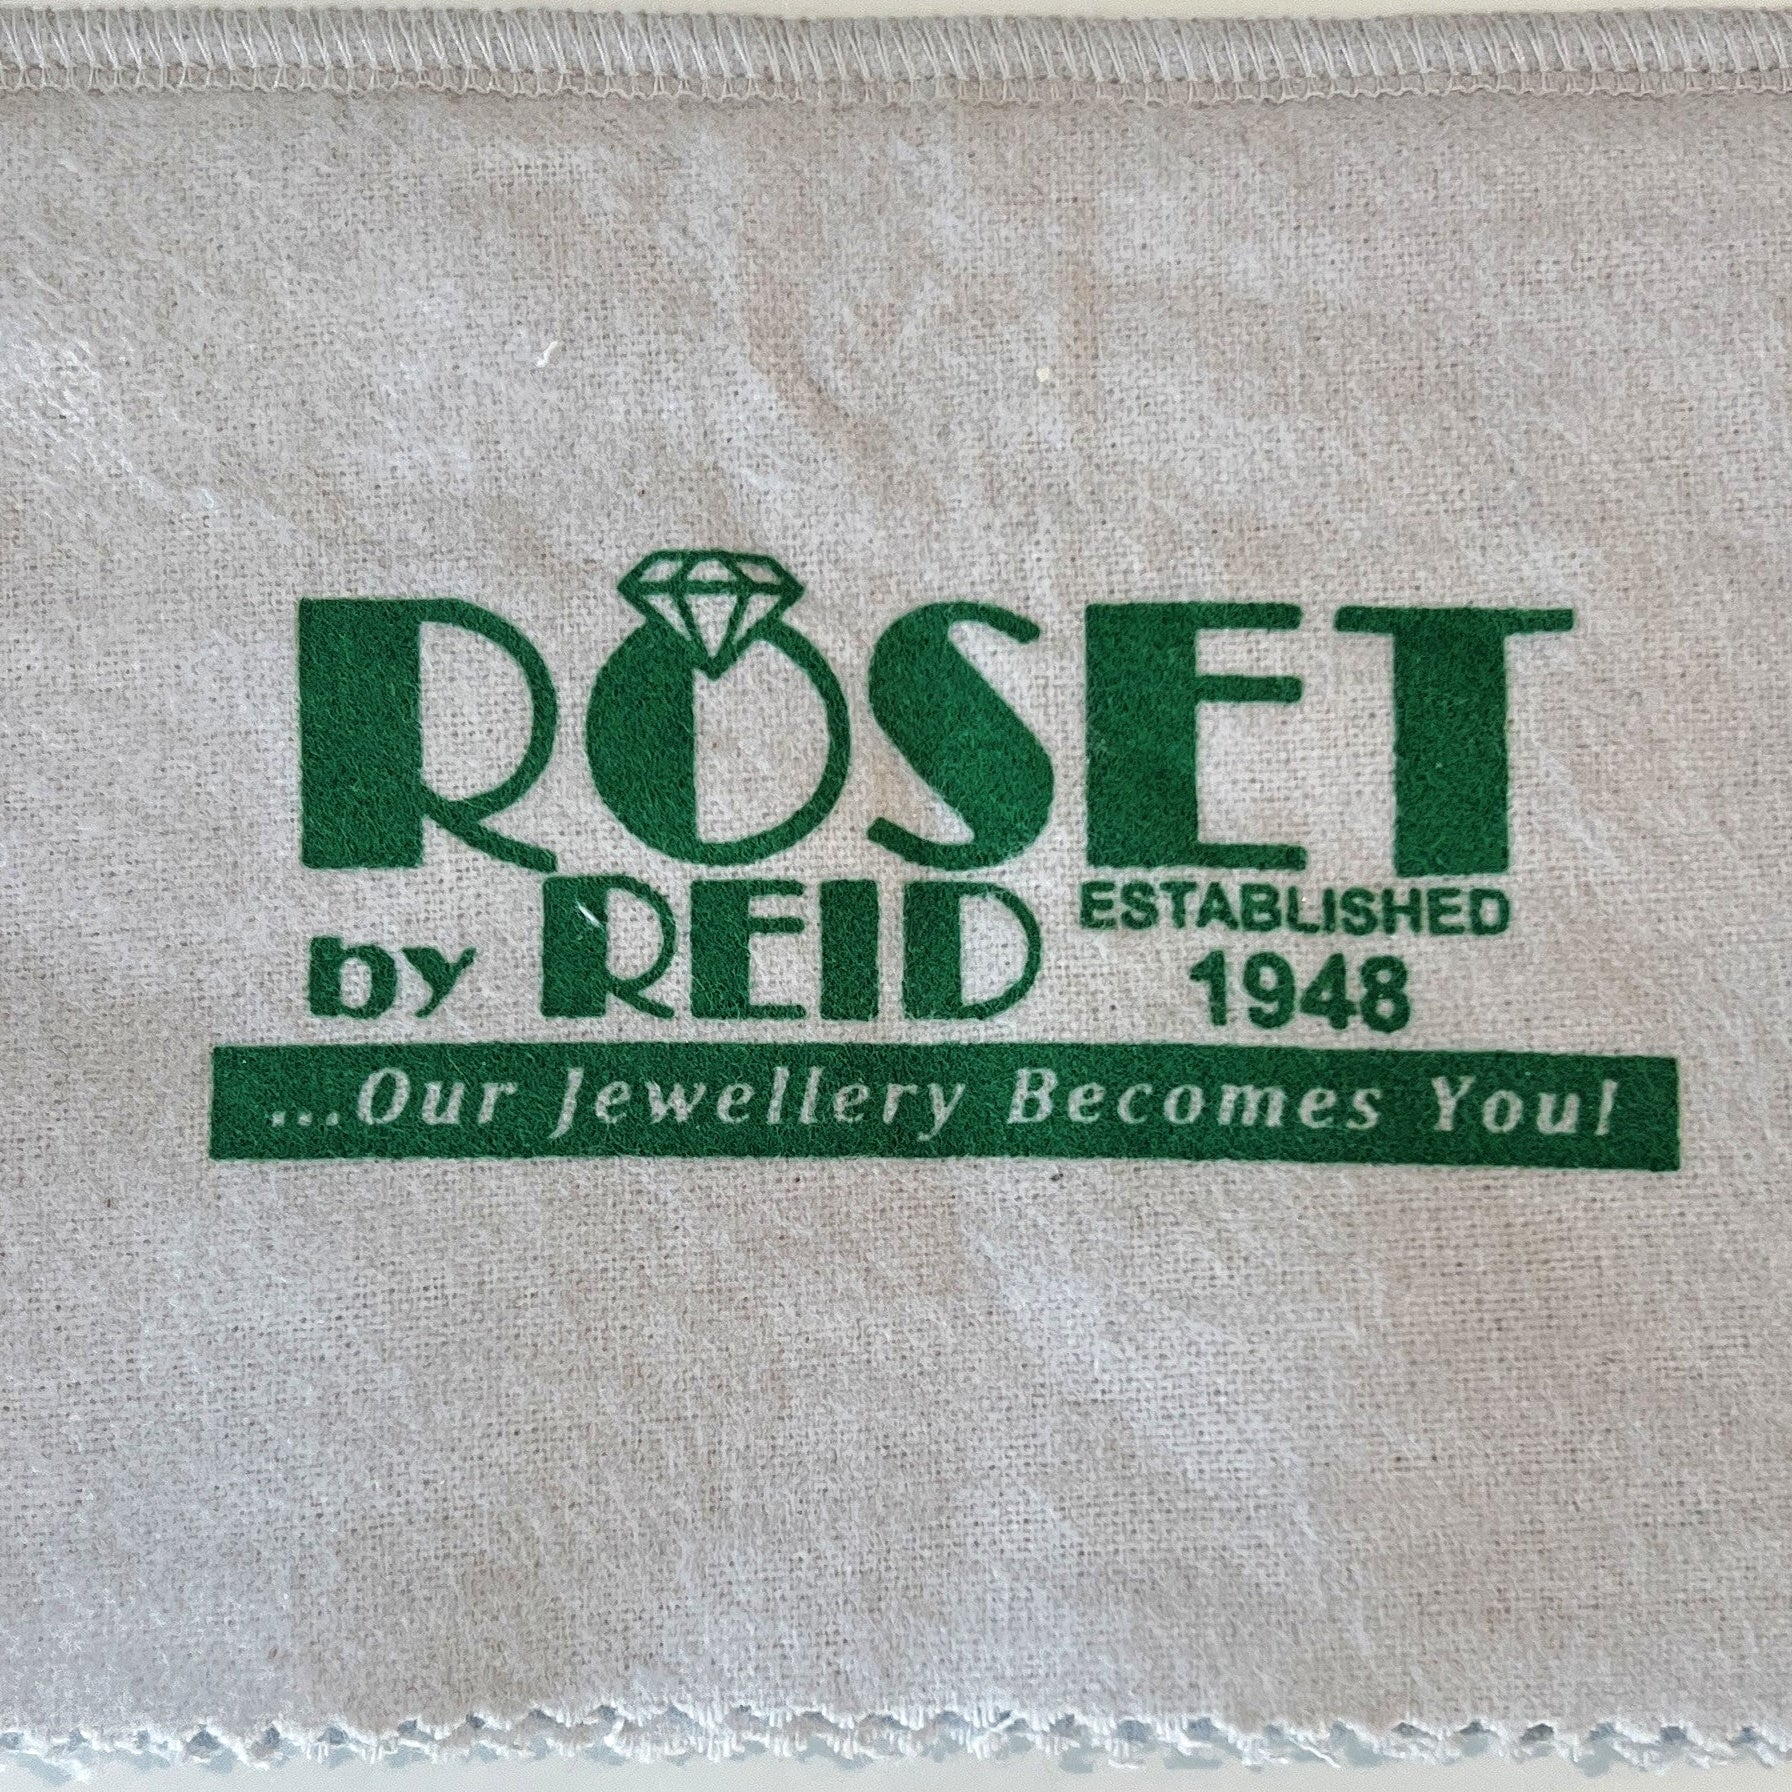 ROSET
by REID
ESTABLISHED
1948
...Our Jewellery Becomes You!